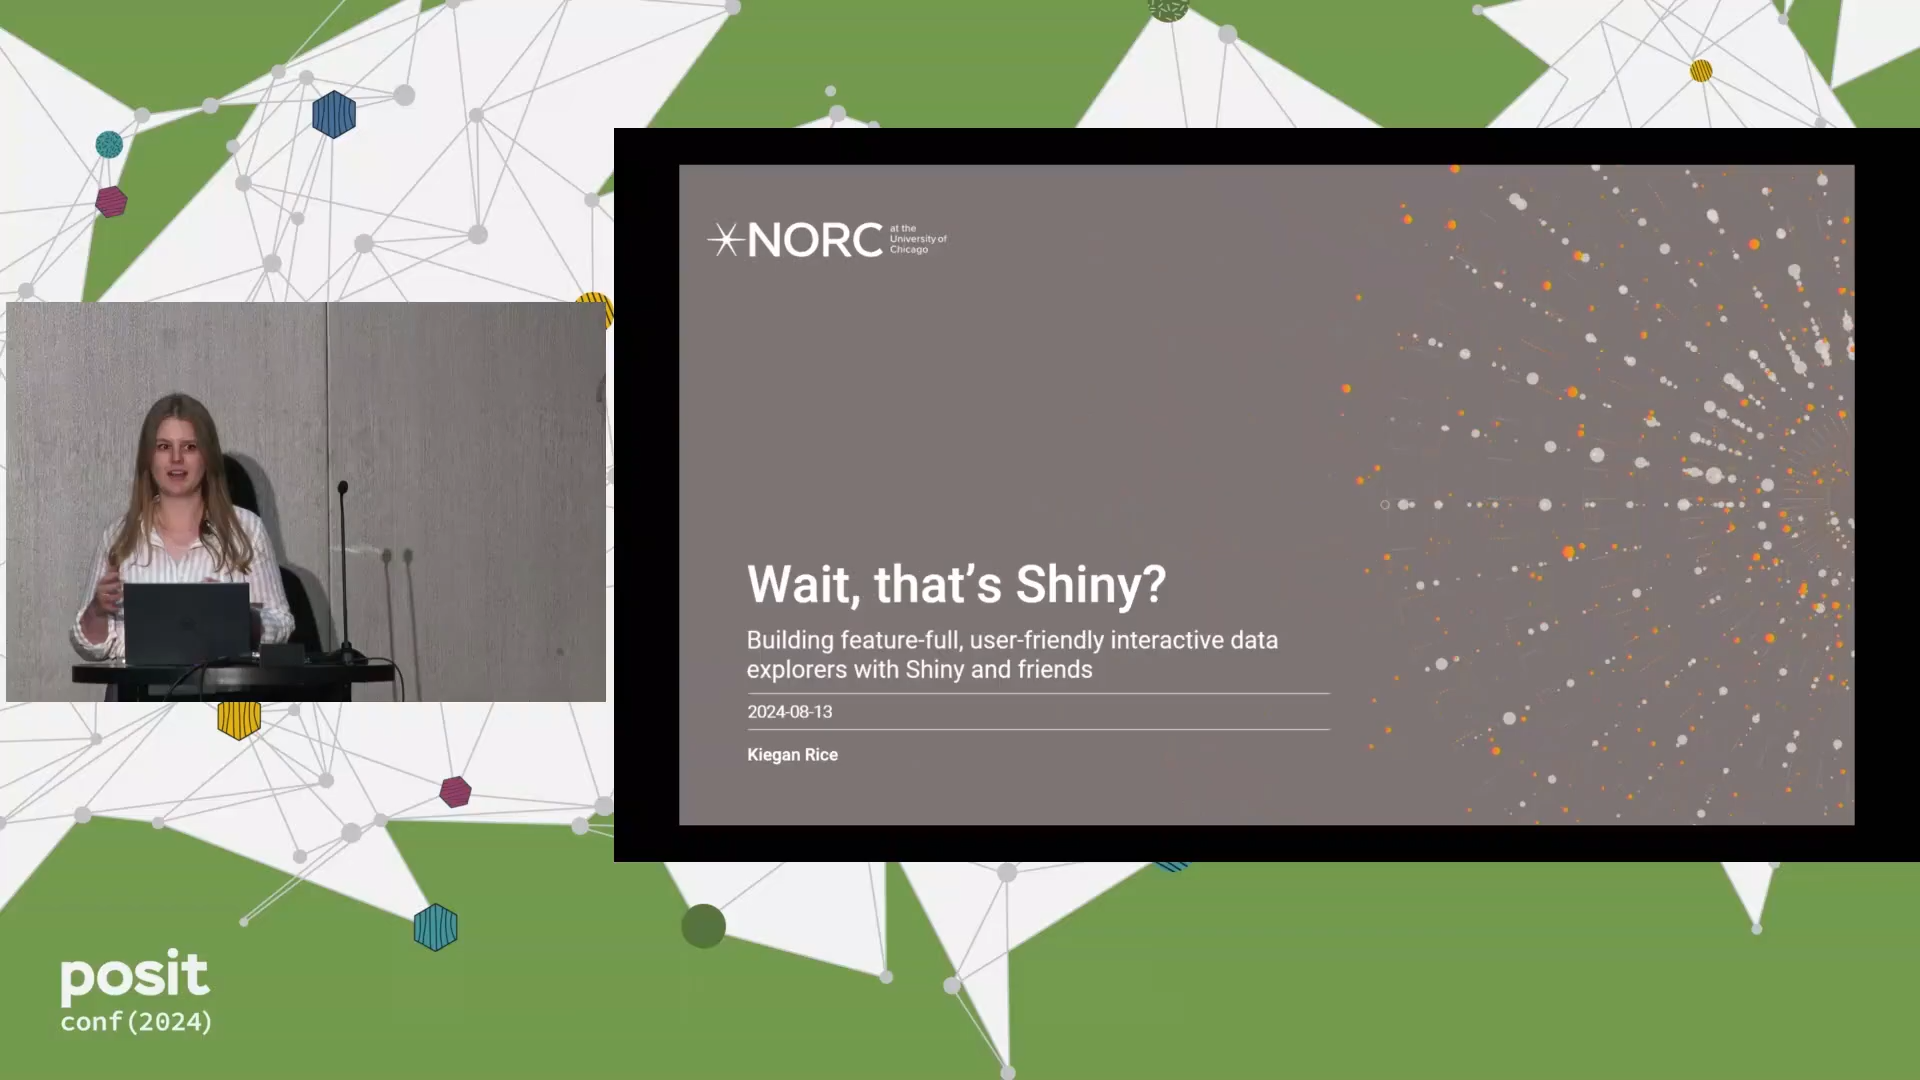 NORC
at the
University of
Chicago
Wait, that's Shiny?
Building feature-full, user-friendly interactive data
explorers with Shiny and friends
2024-08-13
Kiegan Rice
posit
conf(2024)